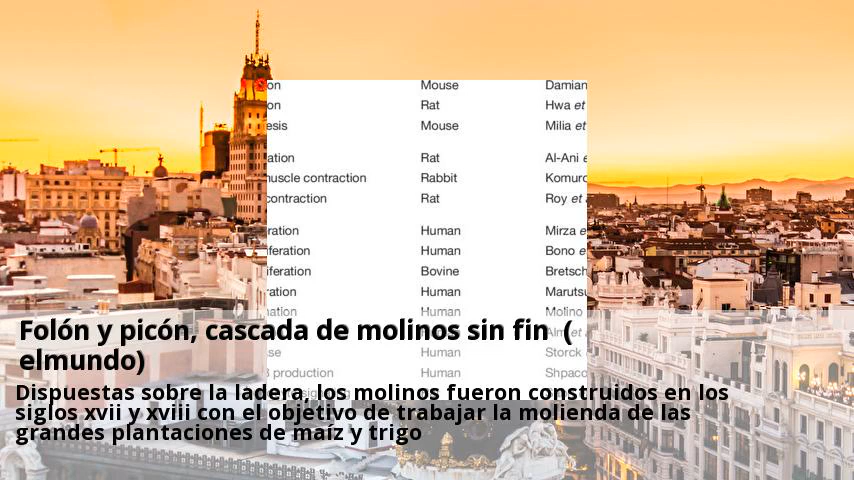 on Mouse Damian
on Rat Hwa et
esis Mouse Milia et
ation Rat Al-Ani
muscle contraction Rabbit Komuro
contraction Rat Roy et
ration Human Mirza e
iferation Human Bono e
iferation Bovine Bretsch
ration Human Marutsu
nation Human Molino
Folón y picón, cascada de molinos sin fin (
elmundo)
se Human Storck
3 production Human Shpaco
Dispuestas sobre la ladera, los molinos fueron construidos en los
siglos xvii y xviii con el objetivo de trabajar la molienda de las
grandes plantaciones de maíz y trigo